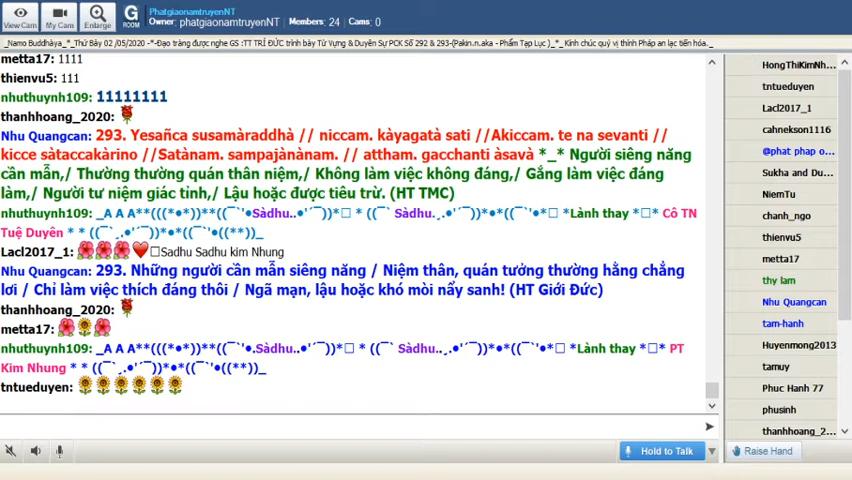 PhatgiaonamtruyenNT
Owner: phatgiaonamtruyenNT Members: 24 Cams: 0
View Cam
My Cam
Enlarge
G
ROOM
_Namo Buddhàya_*_Thứ Bảy 02 /05/2020 -*-Đạo tràng được nghe GS :TT TRÍ ĐỨC trình bày Từ Vựng & Duyên Sự PCK Số 292 & 293-(Pakin.n.aka - Phẩm Tạp Lục )_*_ Kính chúc quý vị thính Pháp an lạc tiến hóa._
metta17: 1111
thienvu5: 111
nhuthuynh109: 11111111
thanhhoang_2020:
Nhu Quangcan: 293. Yesañca susamàraddhà // niccam. kàyagatà sati //Akiccam. te na sevanti //
kicce sàtaccakàrino //Satànam. sampajànànam. // attham. gacchanti àsavà *_* Người siêng năng
cần mẫn,/ Thường thường quán thân niệm,/ Không làm việc không đáng,/ Gắng làm việc đáng
làm,/ Người tư niệm giác tỉnh,/ Lậu hoặc được tiêu trừ. (HT TMC)
nhuthuynh109: _A A A**(((*•*))**((¯`'•.Sàdhu..•'´¯))*□ * ((¯`Sàdhu.¸.•'´¯))*•*((¯`'•□ *Lành thay *□* Cô TN
Tuệ Duyên * * ((¯`¸.•'´¯))*•*((¯`'•((**))_
Lacl2017_1: ❤□Sadhu Sadhu kim Nhung
Nhu Quangcan: 293. Những người cần mẫn siêng năng / Niệm thân, quán tưởng thường hằng chẳng
lơi / Chỉ làm việc thích đáng thôi / Ngã mạn, lậu hoặc khó mòi nẩy sanh! (HT Giới Đức)
thanhhoang_2020:
metta17:
nhuthuynh109: _A A A**(((*•*))**((¯`'•.Sàdhu..•'´¯))*□ * ((¯` Sàdhu..¸.•'´¯))*•*((¯`'•□ *Lành thay *□* PT
Kim Nhung * * ((¯`¸.•'´¯))*•*((¯`'•((**))_
tntueduyen:
HongThiKimNh...
tntueduyen
Lacl2017_1
cahnekson1116
@phat phap o...
Sukha and Du...
NiemTu
chanh_ngo
thienvu5
metta17
thy lam
Nhu Quangcan
tam-hanh
Huyenmong2013
tamuy
Phuc Hanh 77
phusinh
thanhhoang_2...
Hold to Talk
Raise Hand